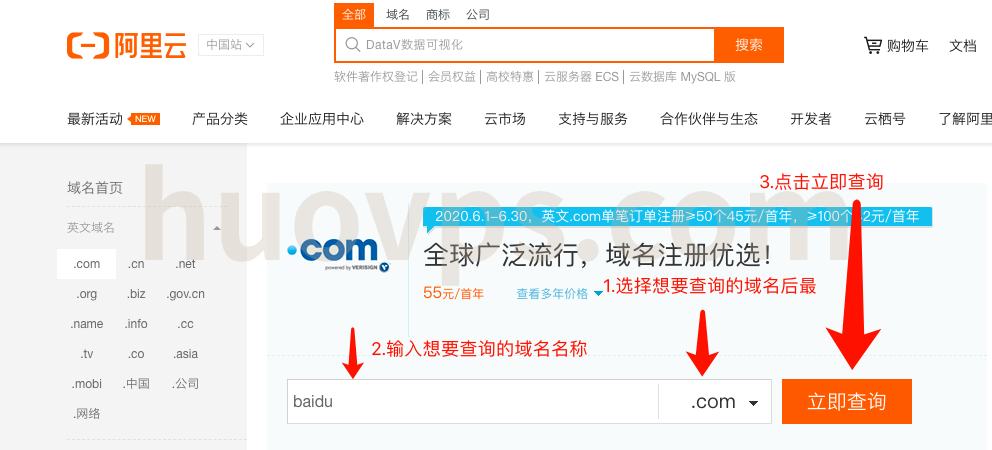 全部 域名 商标 公司
阿里云 中国站 DataV数据可视化 搜索 购物车 文档
软件著作权登记 | 会员权益 | 高校特惠 | 云服务器 ECS | 云数据库 MySQL 版
最新活动 NEW 产品分类 企业应用中心 解决方案 云市场 支持与服务 合作伙伴与生态 开发者 云栖号 了解阿里
huovps.com
域名首页
英文域名
.com .cn .net
.org .biz .gov.cn
.name .info .cc
.tv .co .asia
.mobi .中国 .公司
.网络
3.点击立即查询
2020.6.1-6.30，英文.com单笔订单注册≥50个45元/首年，≥100个 2元/首年
.com
powered by VERISIGN
全球广泛流行，域名注册优选！
55元/首年 查看多年价格
1.选择想要查询的域名后最
2.输入想要查询的域名名称
baidu .com 立即查询